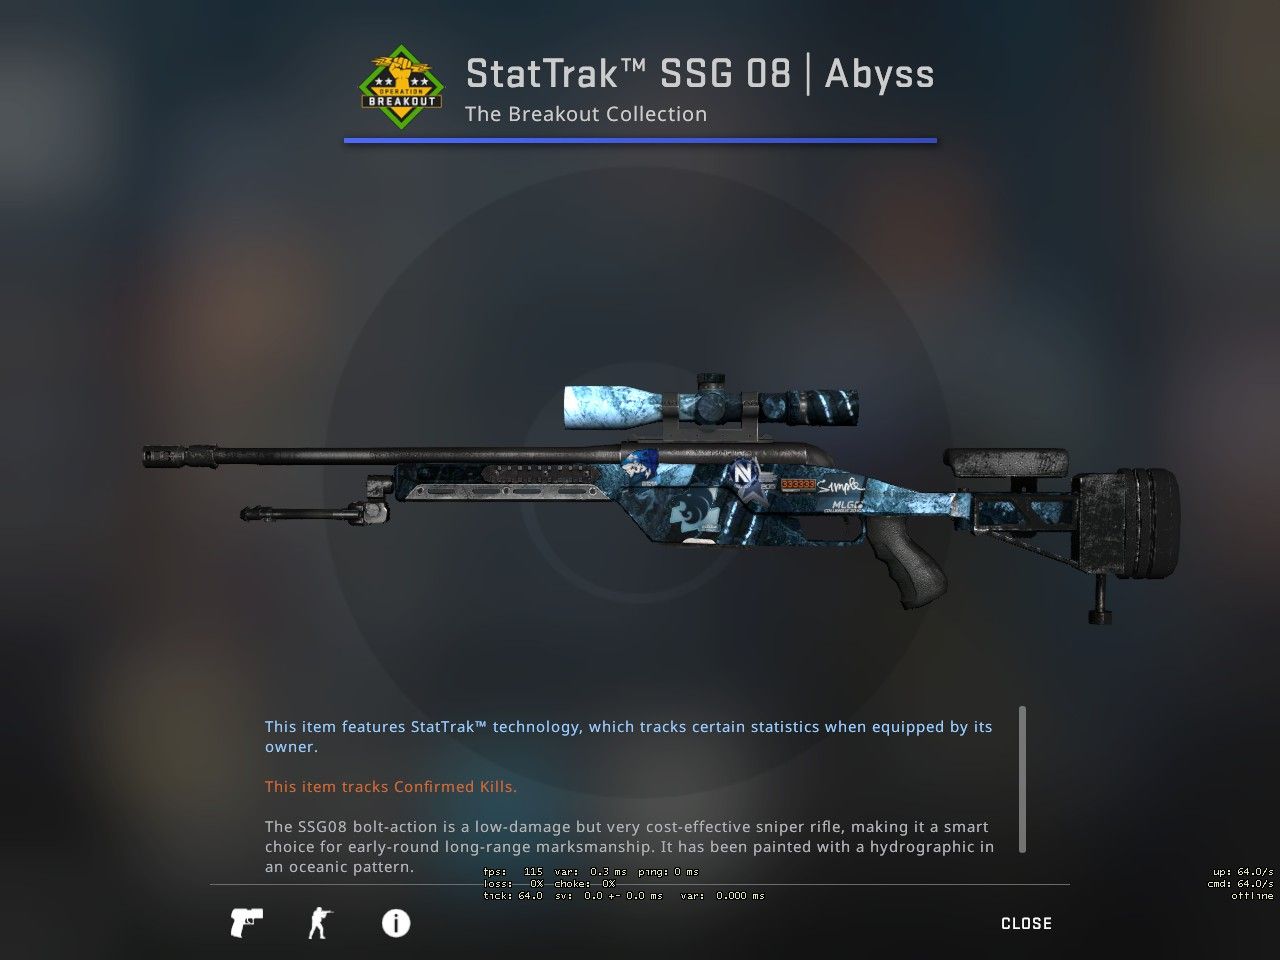 StatTrak™ SSG 08 | Abyss
OPERATION
BREAKOUT
The Breakout Collection
N
333333
S1mple
MLG
This item features StatTrak™ technology, which tracks certain statistics when equipped by its
owner.
This item tracks Confirmed Kills.
The SSG08 bolt-action is a low-damage but very cost-effective sniper rifle, making it a smart
choice for early-round long-range marksmanship. It has been painted with a hydrographic in
an oceanic pattern.
fps: 115 var: 0.3 ms ping: 0 ms
loss: 0% choke: 0%
tick: 64.0 sv: 0.0 +- 0.0 ms var: 0.000 ms
up: 64.0/s
cmd: 64.0/s
offline
i
CLOSE